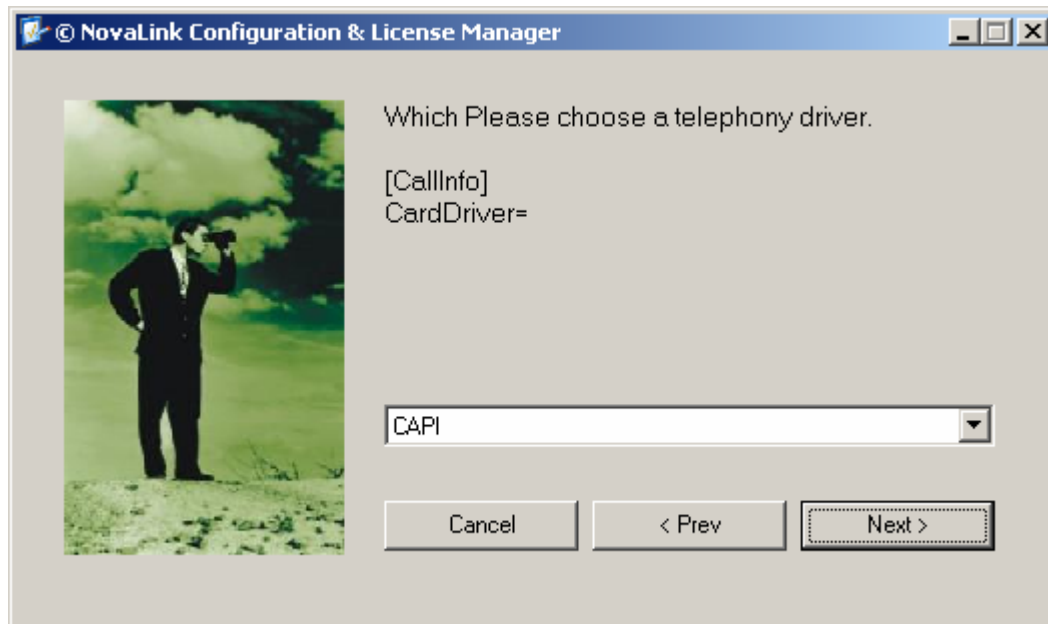 © NovaLink Configuration & License Manager
Which Please choose a telephony driver.
[CallInfo]
CardDriver=
CAPI
Cancel
< Prev
Next >